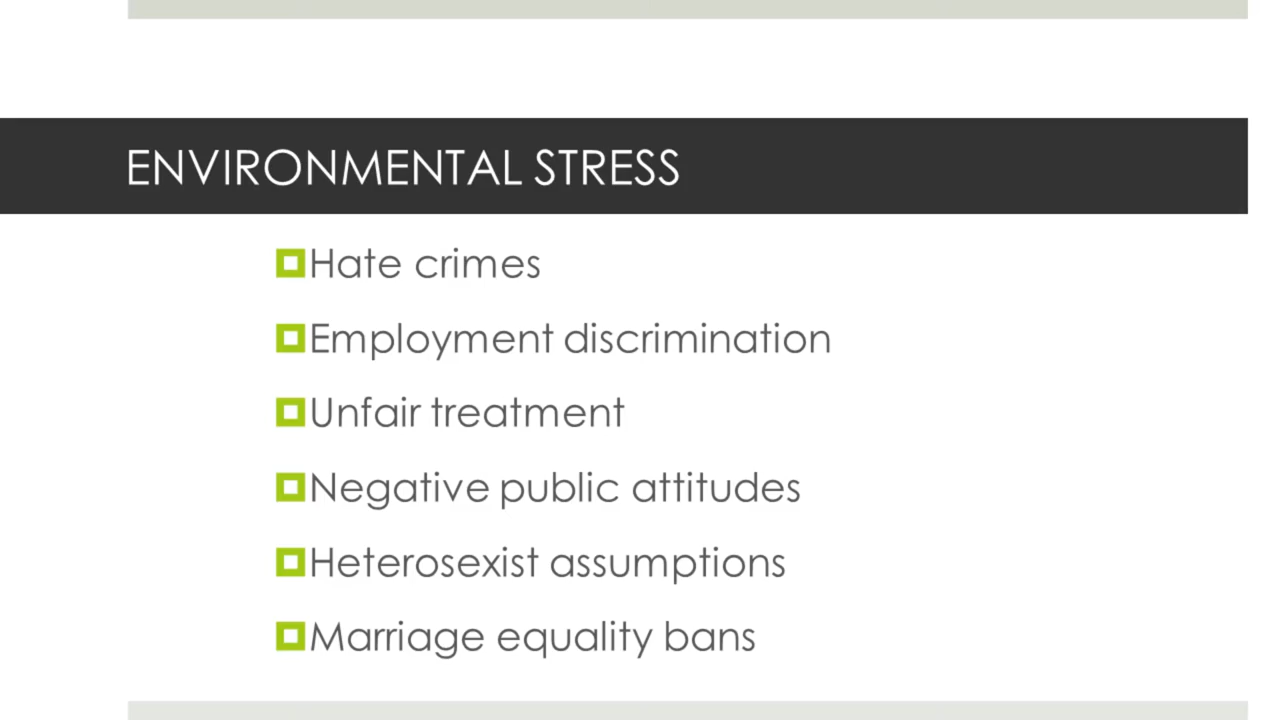 ENVIRONMENTAL STRESS
Hate crimes
Employment discrimination
Unfair treatment
Negative public attitudes
Heterosexist assumptions
Marriage equality bans